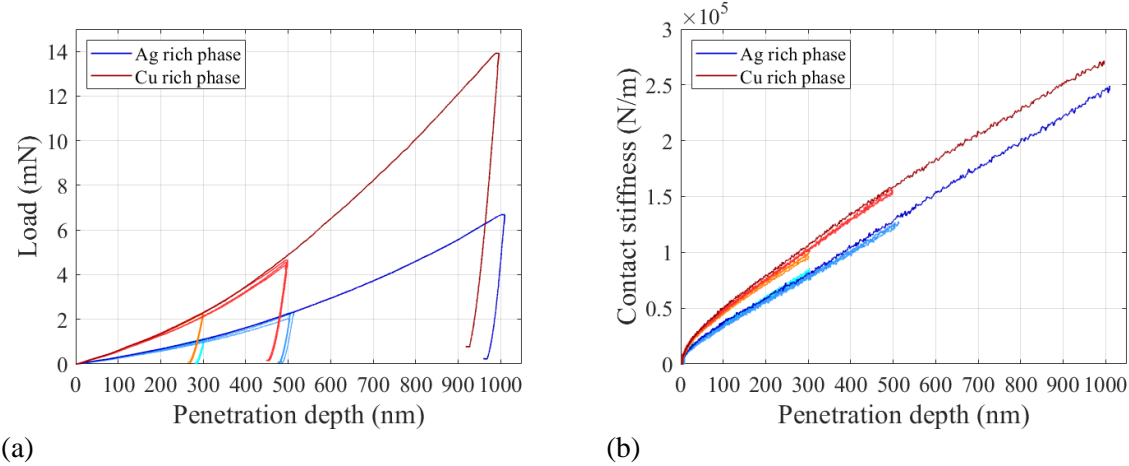 14
12
10
8
6
4
2
0
Load (mN)
Ag rich phase
Cu rich phase
0 100 200 300 400 500 600 700 800 900 1000
Penetration depth (nm)
(a)
×10⁵
3
2.5
2
1.5
1
0.5
0
Contact stiffness (N/m)
Ag rich phase
Cu rich phase
0 100 200 300 400 500 600 700 800 900 1000
Penetration depth (nm)
(b)